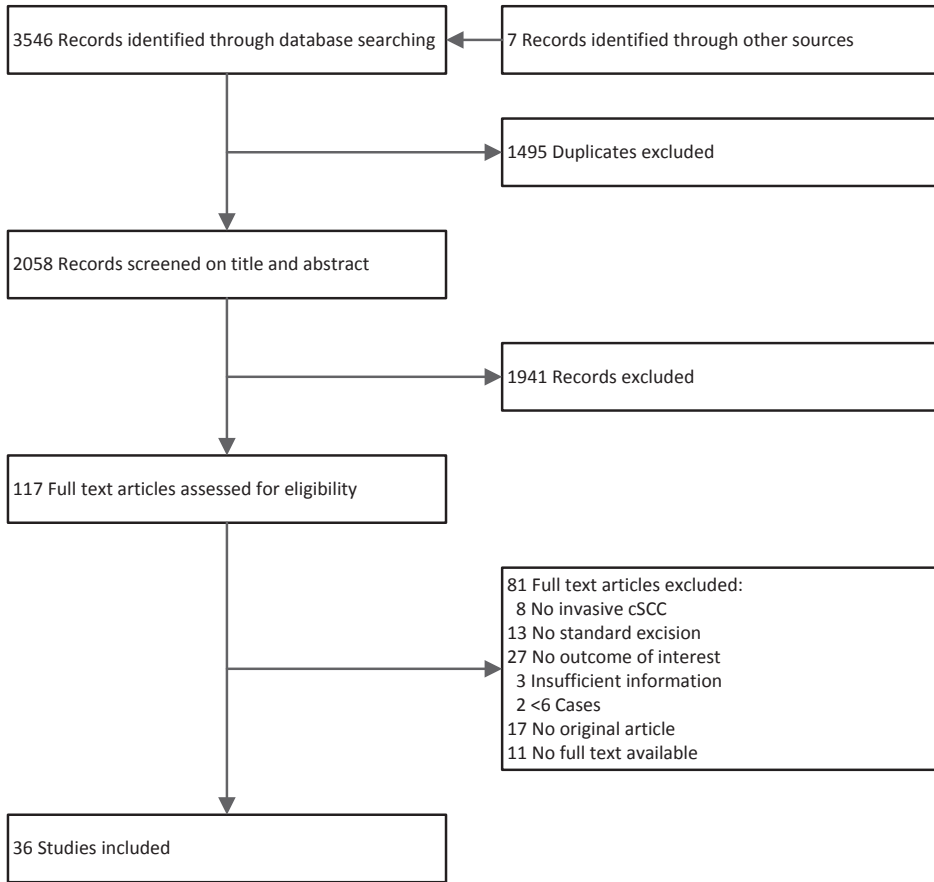 3546 Records identified through database searching
7 Records identified through other sources
1495 Duplicates excluded
2058 Records screened on title and abstract
1941 Records excluded
117 Full text articles assessed for eligibility
81 Full text articles excluded:
8 No invasive cSCC
13 No standard excision
27 No outcome of interest
3 Insufficient information
2 <6 Cases
17 No original article
11 No full text available
36 Studies included